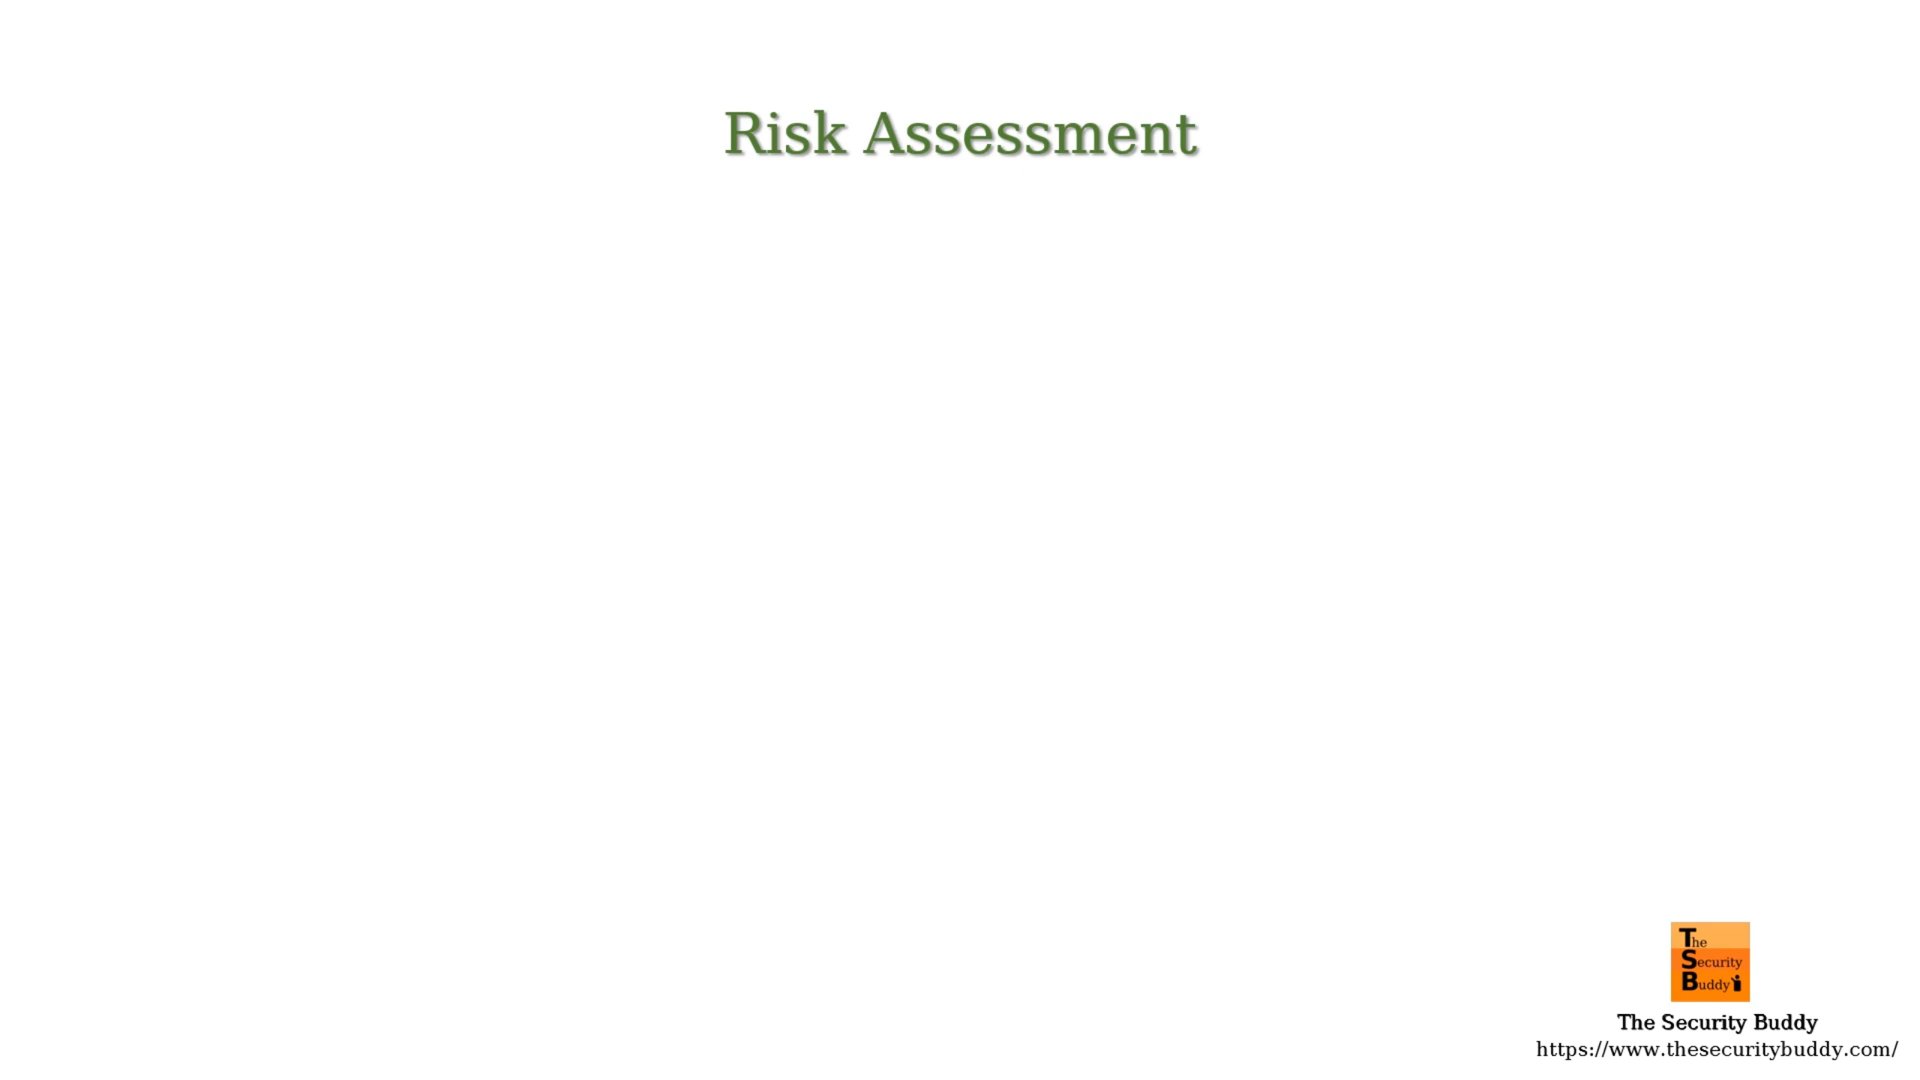 Risk Assessment
The
Security
Buddy
The Security Buddy
https://www.thesecuritybuddy.com/